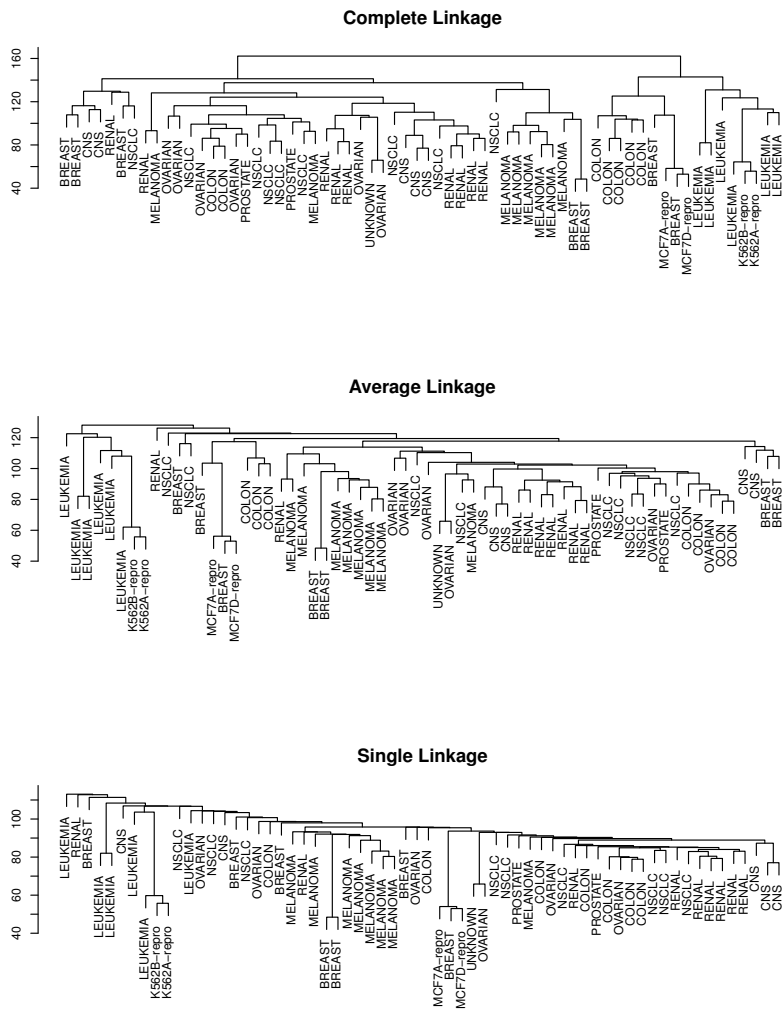 Complete Linkage
160
120
80
40
BREAST
BREAST
CNS
CNS
RENAL
BREAST
NSCLC
RENAL
MELANOMA
OVARIAN
OVARIAN
NSCLC
OVARIAN
COLON
COLON
OVARIAN
PROSTATE
NSCLC
NSCLC
NSCLC
PROSTATE
NSCLC
MELANOMA
RENAL
RENAL
RENAL
OVARIAN
UNKNOWN
OVARIAN
NSCLC
CNS
CNS
NSCLC
RENAL
RENAL
RENAL
RENAL
NSCLC
MELANOMA
MELANOMA
MELANOMA
MELANOMA
MELANOMA
MELANOMA
BREAST
BREAST
COLON
COLON
COLON
COLON
COLON
BREAST
MCF7A-repro
BREAST
MCF7D-repro
LEUKEMIA
LEUKEMIA
LEUKEMIA
LEUKEMIA
K562B-repro
K562A-repro
LEUKEMIA
LEUKEMIA
Average Linkage
120
100
80
60
40
LEUKEMIA
LEUKEMIA
LEUKEMIA
LEUKEMIA
LEUKEMIA
LEUKEMIA
K562B-repro
K562A-repro
RENAL
NSCLC
BREAST
NSCLC
BREAST
MCF7A-repro
BREAST
MCF7D-repro
COLON
COLON
COLON
RENAL
MELANOMA
MELANOMA
BREAST
BREAST
MELANOMA
MELANOMA
MELANOMA
MELANOMA
MELANOMA
OVARIAN
OVARIAN
NSCLC
OVARIAN
UNKNOWN
OVARIAN
NSCLC
MELANOMA
CNS
CNS
CNS
RENAL
RENAL
RENAL
RENAL
RENAL
RENAL
RENAL
PROSTATE
NSCLC
NSCLC
NSCLC
NSCLC
OVARIAN
PROSTATE
NSCLC
COLON
COLON
OVARIAN
COLON
COLON
CNS
CNS
BREAST
BREAST
Single Linkage
100
80
60
40
LEUKEMIA
RENAL
BREAST
LEUKEMIA
LEUKEMIA
CNS
LEUKEMIA
LEUKEMIA
K562B-repro
K562A-repro
NSCLC
LEUKEMIA
OVARIAN
NSCLC
CNS
BREAST
NSCLC
OVARIAN
COLON
BREAST
MELANOMA
RENAL
MELANOMA
BREAST
BREAST
MELANOMA
MELANOMA
MELANOMA
MELANOMA
MELANOMA
BREAST
OVARIAN
COLON
MCF7A-repro
BREAST
MCF7D-repro
UNKNOWN
OVARIAN
NSCLC
NSCLC
PROSTATE
MELANOMA
COLON
OVARIAN
NSCLC
RENAL
COLON
PROSTATE
COLON
OVARIAN
COLON
COLON
NSCLC
NSCLC
RENAL
NSCLC
RENAL
RENAL
RENAL
RENAL
RENAL
CNS
CNS
CNS